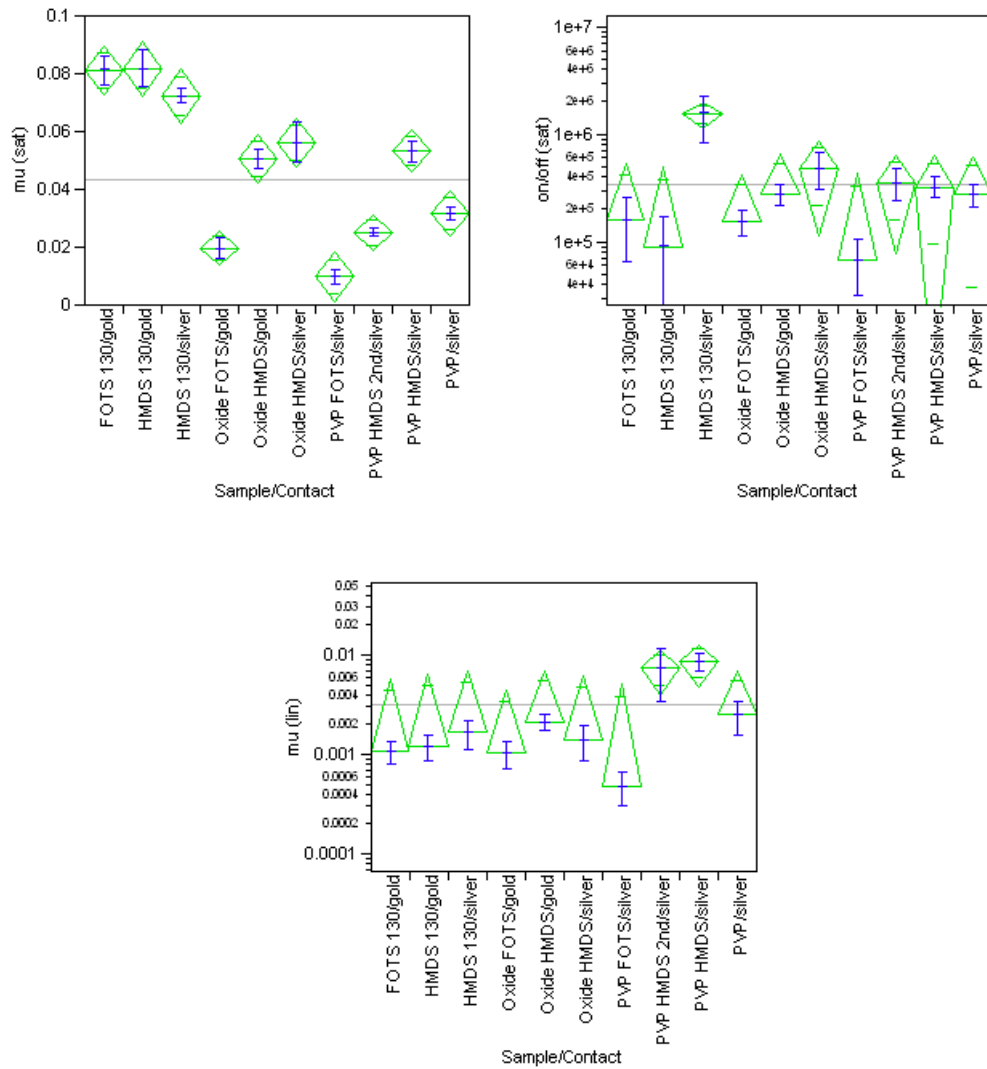 0.1
0.08
0.06
0.04
0.02
0
mu (sat)
FOTS 130/gold
HMDS 130/gold
HMDS 130/silver
Oxide FOTS/gold
Oxide HMDS/gold
Oxide HMDS/silver
PVP FOTS/silver
PVP HMDS 2nd/silver
PVP HMDS/silver
PVP/silver
Sample/Contact
1e+7
6e+6
4e+6
2e+6
1e+6
6e+5
4e+5
2e+5
1e+5
6e+4
4e+4
on/off (sat)
FOTS 130/gold
HMDS 130/gold
HMDS 130/silver
Oxide FOTS/gold
Oxide HMDS/gold
Oxide HMDS/silver
PVP FOTS/silver
PVP HMDS 2nd/silver
PVP HMDS/silver
PVP/silver
Sample/Contact
0.05
0.03
0.02
0.01
0.006
0.004
0.002
0.001
0.0006
0.0004
0.0002
0.0001
mu (lin)
FOTS 130/gold
HMDS 130/gold
HMDS 130/silver
Oxide FOTS/gold
Oxide HMDS/gold
Oxide HMDS/silver
PVP FOTS/silver
PVP HMDS 2nd/silver
PVP HMDS/silver
PVP/silver
Sample/Contact